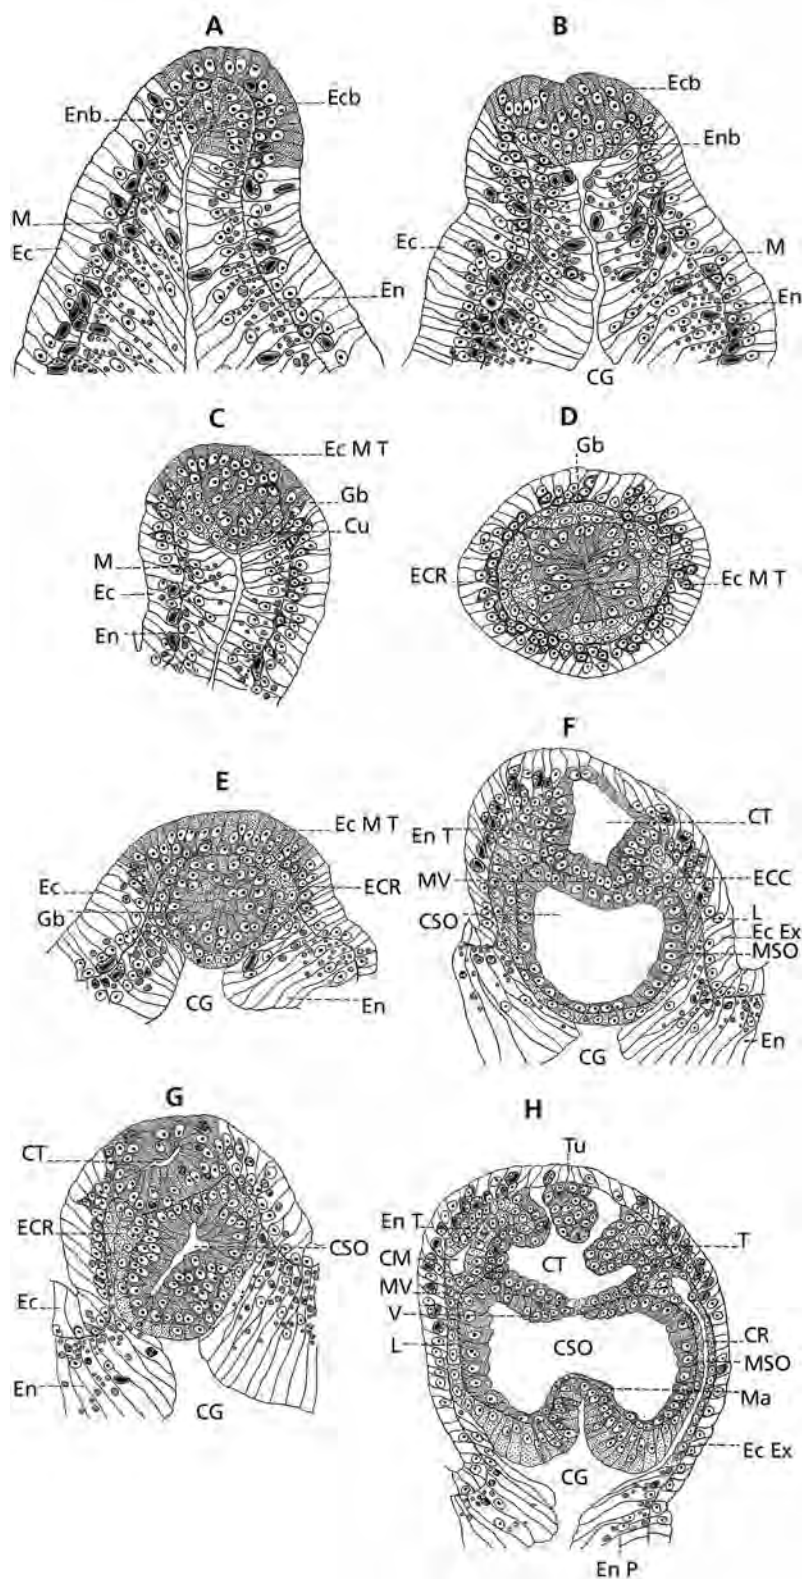 A
B
Ecb
Ecb
Enb
Enb
M
Ec
Ec
M
En
En
CG
C
D
Ec M T
Gb
Gb
Cu
M
ECR
Ec M T
Ec
En
F
E
CT
Ec M T
En T
Ec
ECR
MV
ECC
Gb
CSO
L
Ec Ex
MSO
CG
En
En
CG
G
H
Tu
CT
En T
T
ECR
CSO
CM
CT
MV
Ec
V
CR
L
CSO
MSO
En
Ma
CG
Ec Ex
CG
En P